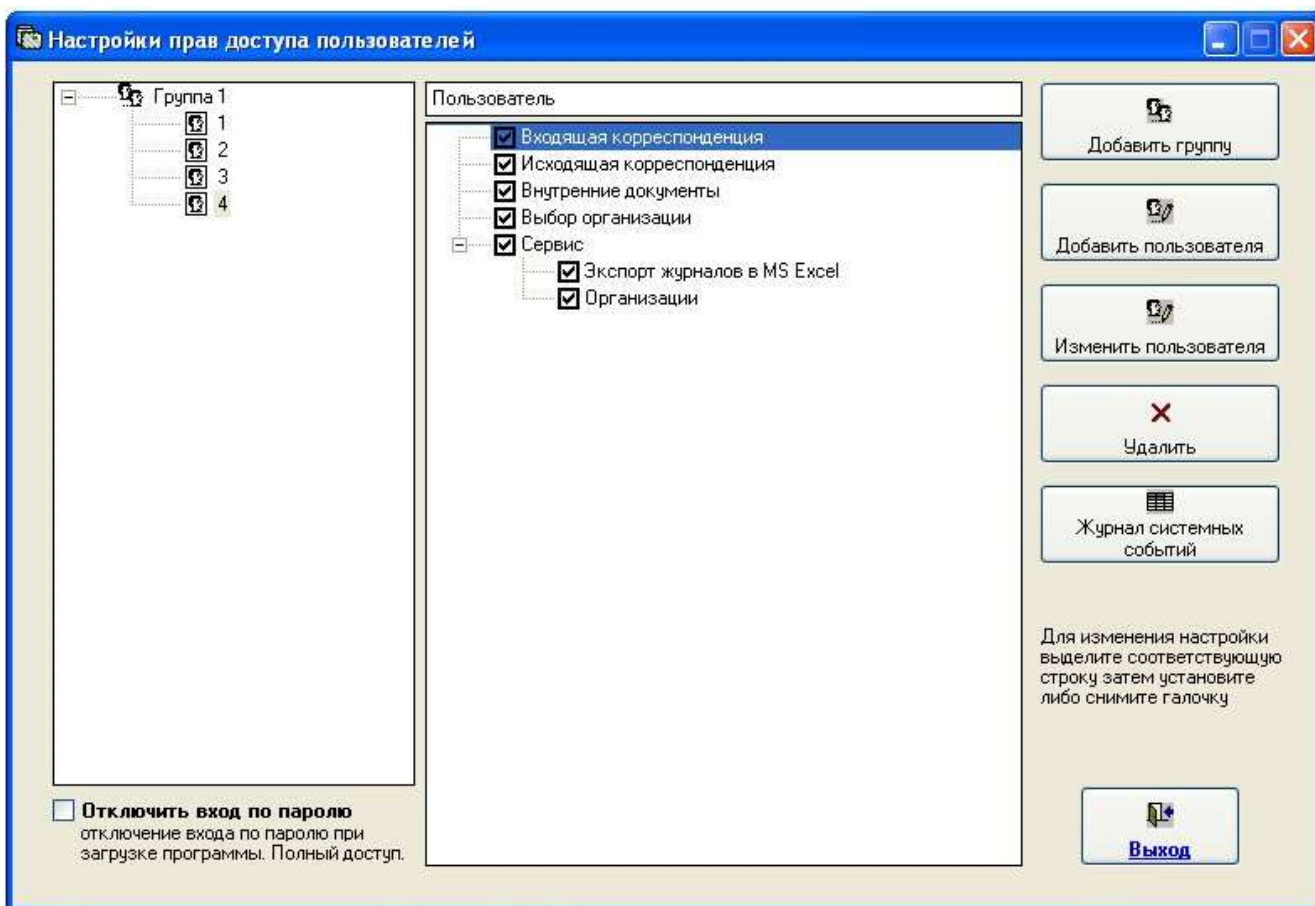 Настройки прав доступа пользователей
Группа 1
1
2
3
4
Отключить вход по паролю
отключение входа по паролю при
загрузке программы. Полный доступ.
Пользователь
Входящая корреспонденция
Исходящая корреспонденция
Внутренние документы
Выбор организации
Сервис
Экспорт журналов в MS Excel
Организации
Добавить группу
Добавить пользователя
Изменить пользователя
Удалить
Журнал системных
событий
Для изменения настройки
выделите соответствующую
строку затем установите
либо снимите галочку
Выход